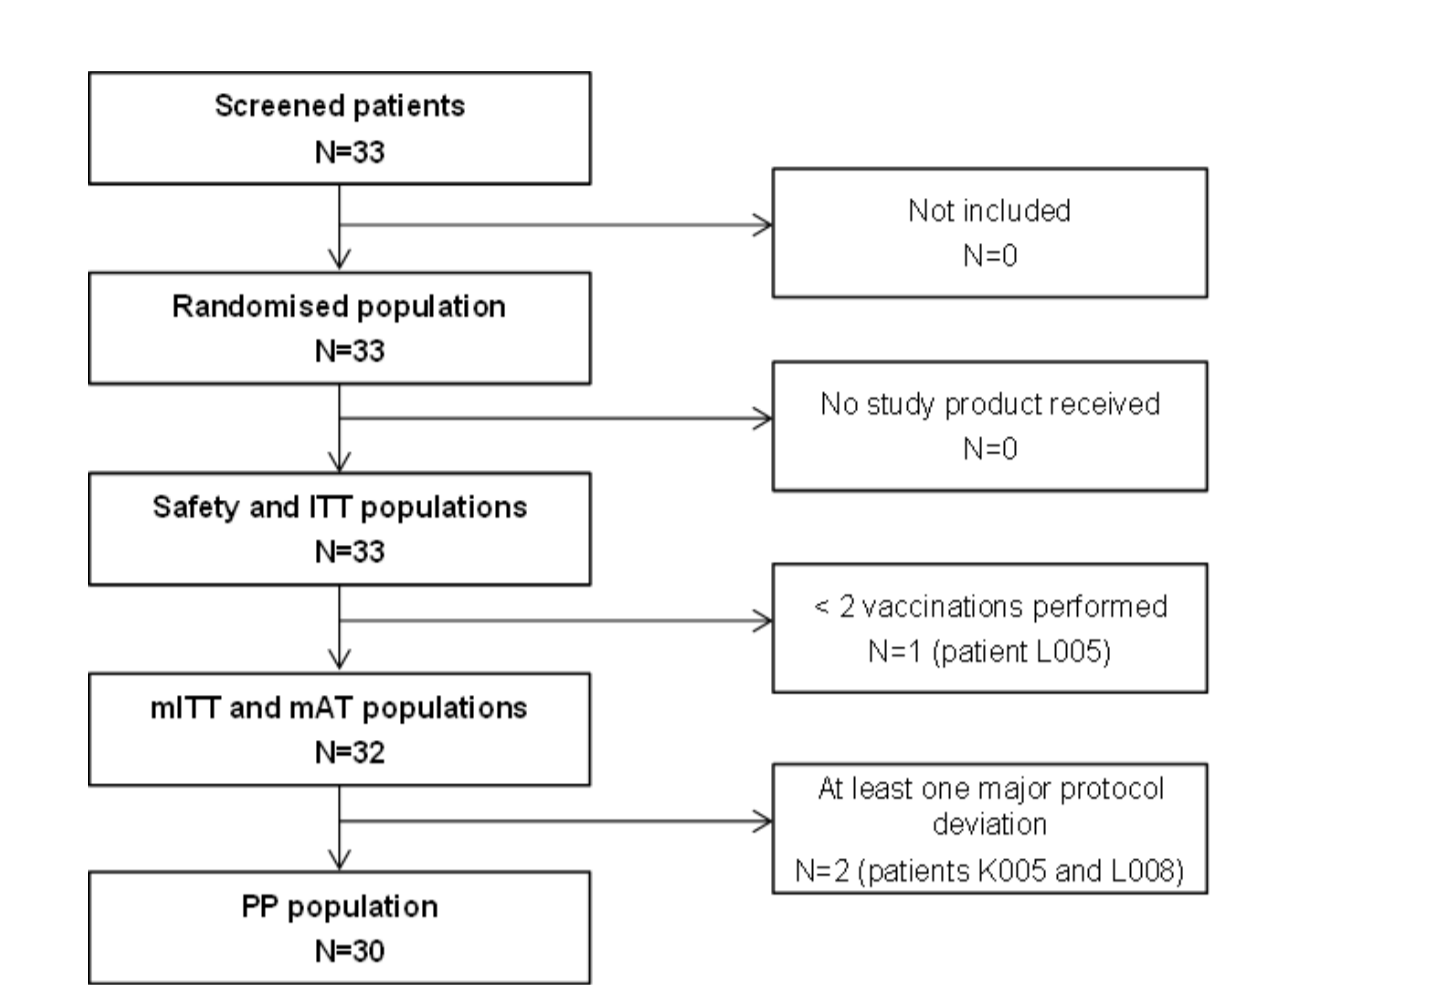 Screened patients
N=33
Not included
N=0
Randomised population
N=33
No study product received
N=0
Safety and ITT populations
N=33
< 2 vaccinations performed
N=1 (patient L005)
mITT and mAT populations
N=32
At least one major protocol
deviation
N=2 (patients K005 and L008)
PP population
N=30